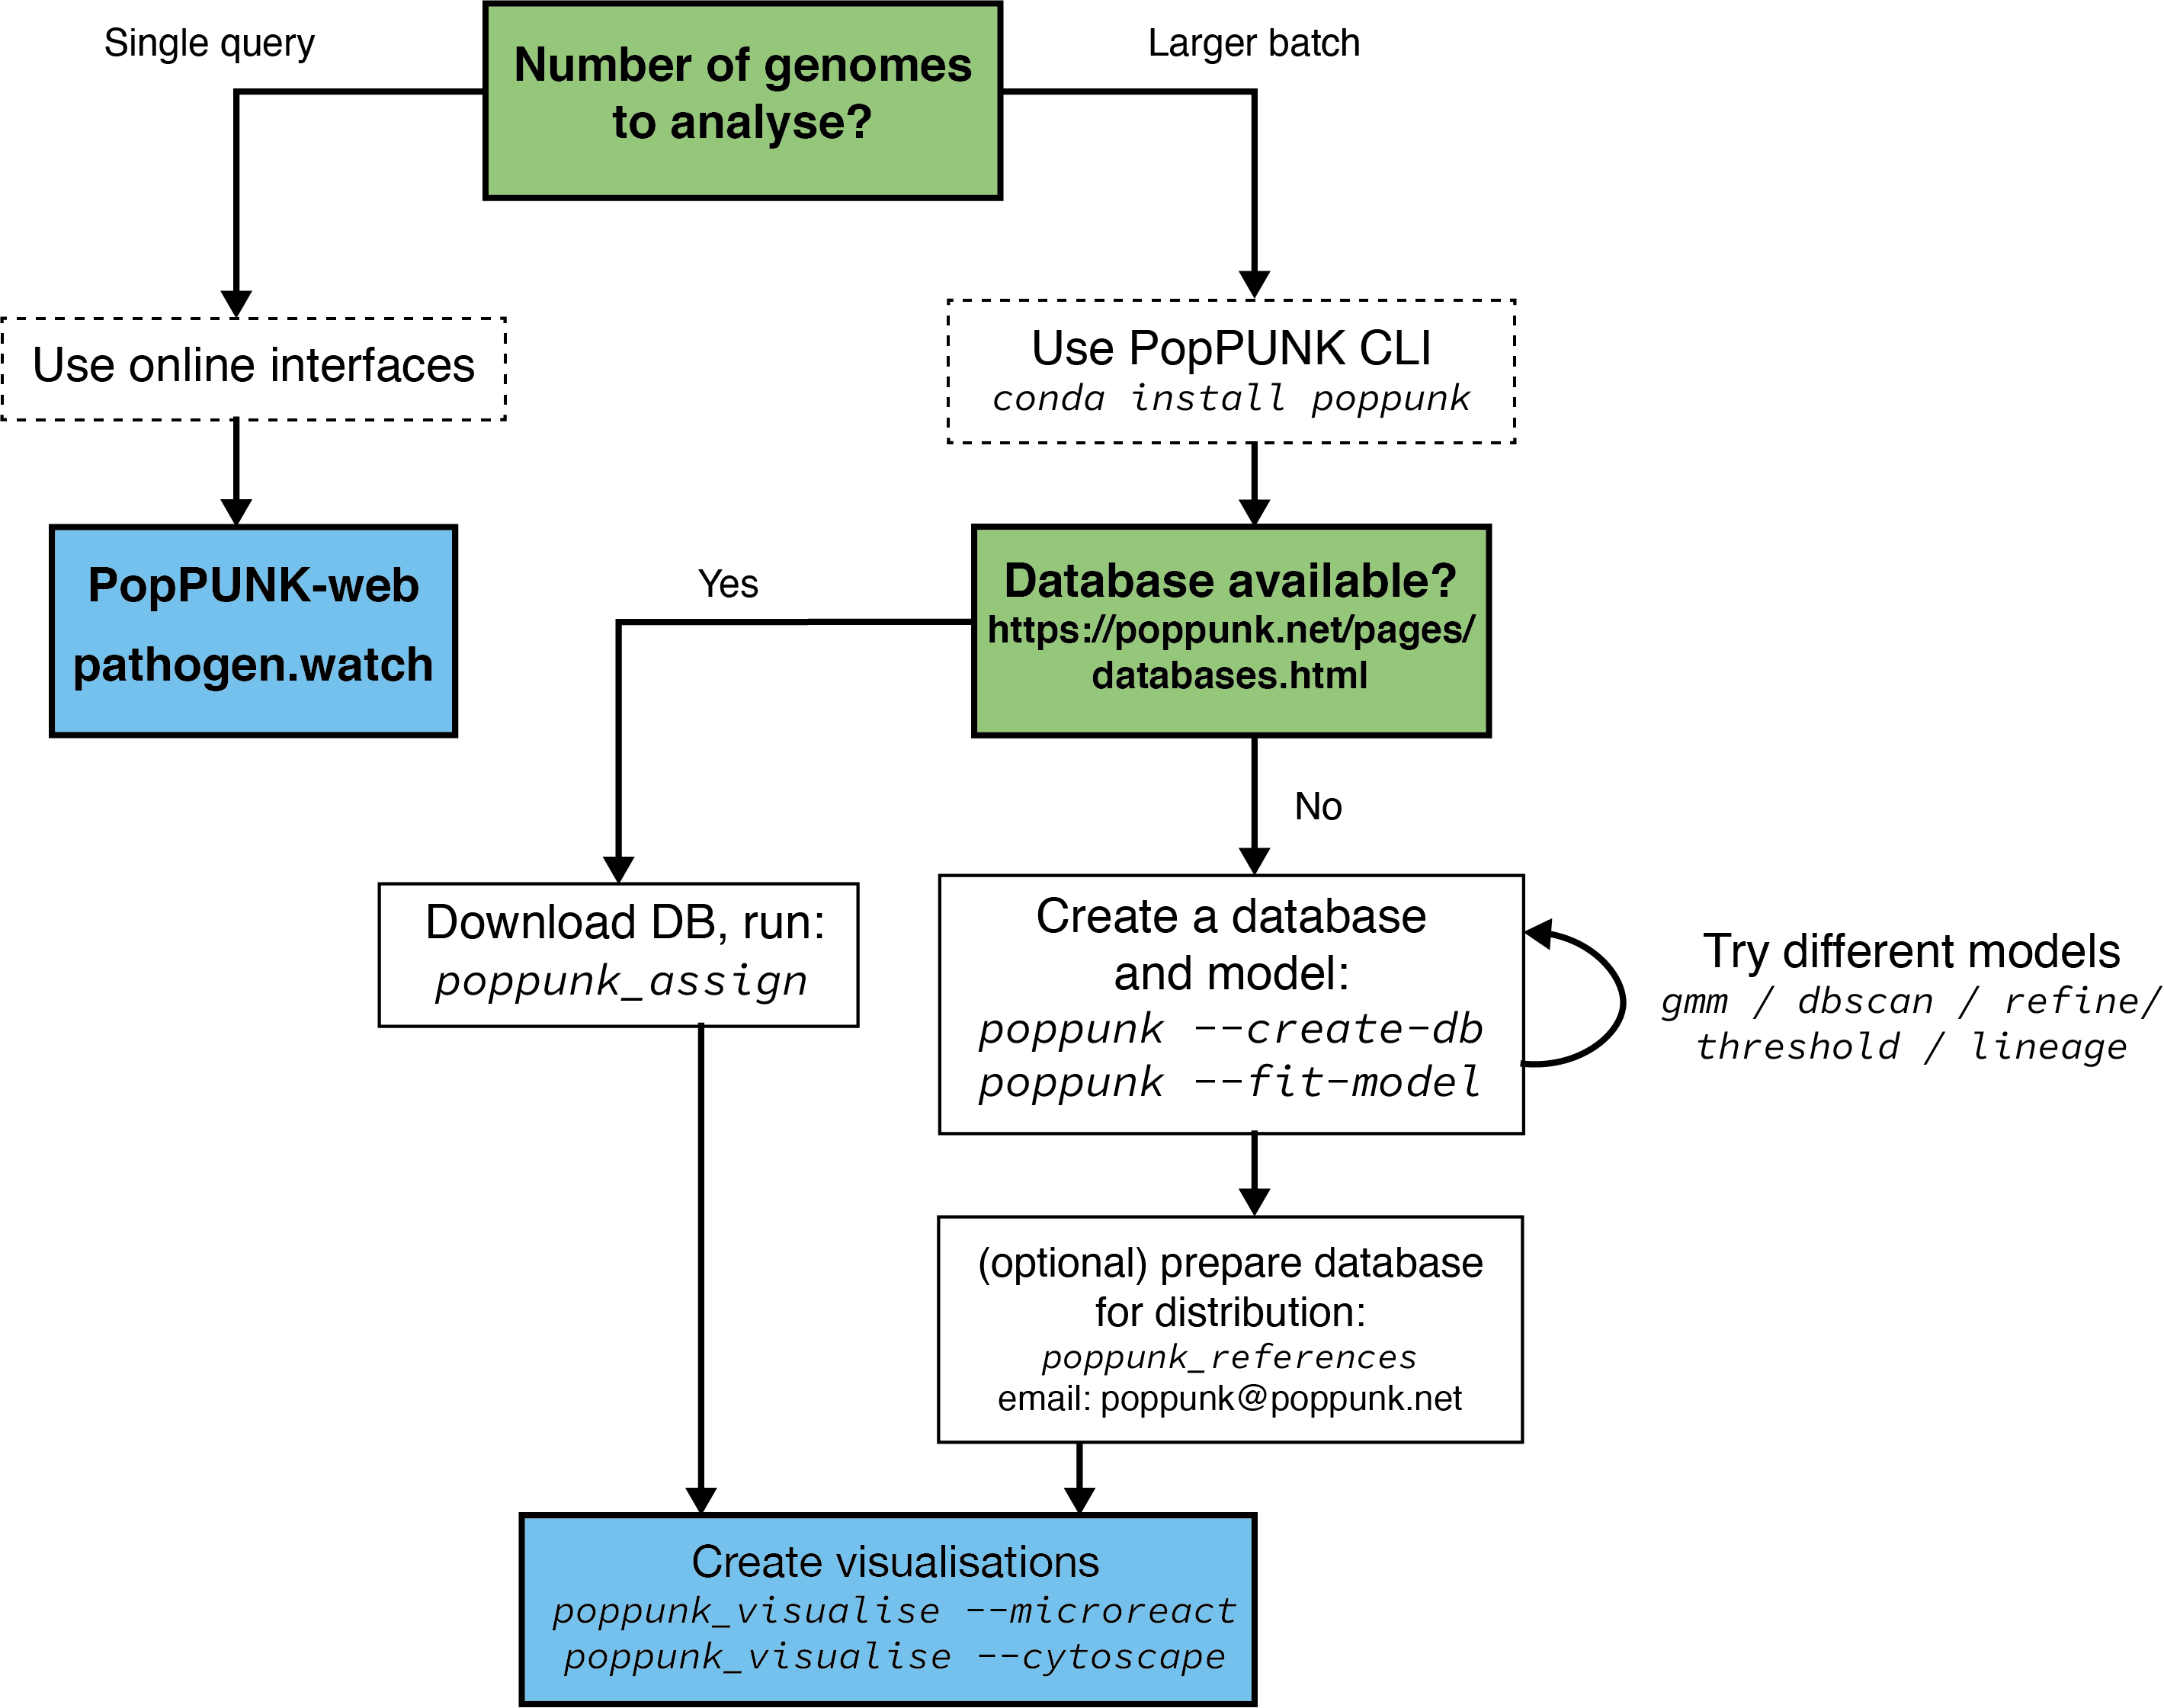 Single query
Number of genomes
to analyse?
Larger batch
Use online interfaces
Use PopPUNK CLI
conda install poppunk
PopPUNK-web
pathogen.watch
Yes
Database available?
https://poppunk.net/pages/
databases.html
No
Download DB, run:
poppunk_assign
Create a database
and model:
poppunk --create-db
poppunk --fit-model
Try different models
gmm / dbscan / refine/
threshold / lineage
(optional) prepare database
for distribution:
poppunk_references
email: poppunk@poppunk.net
Create visualisations
poppunk_visualise --microreact
poppunk_visualise --cytoscape